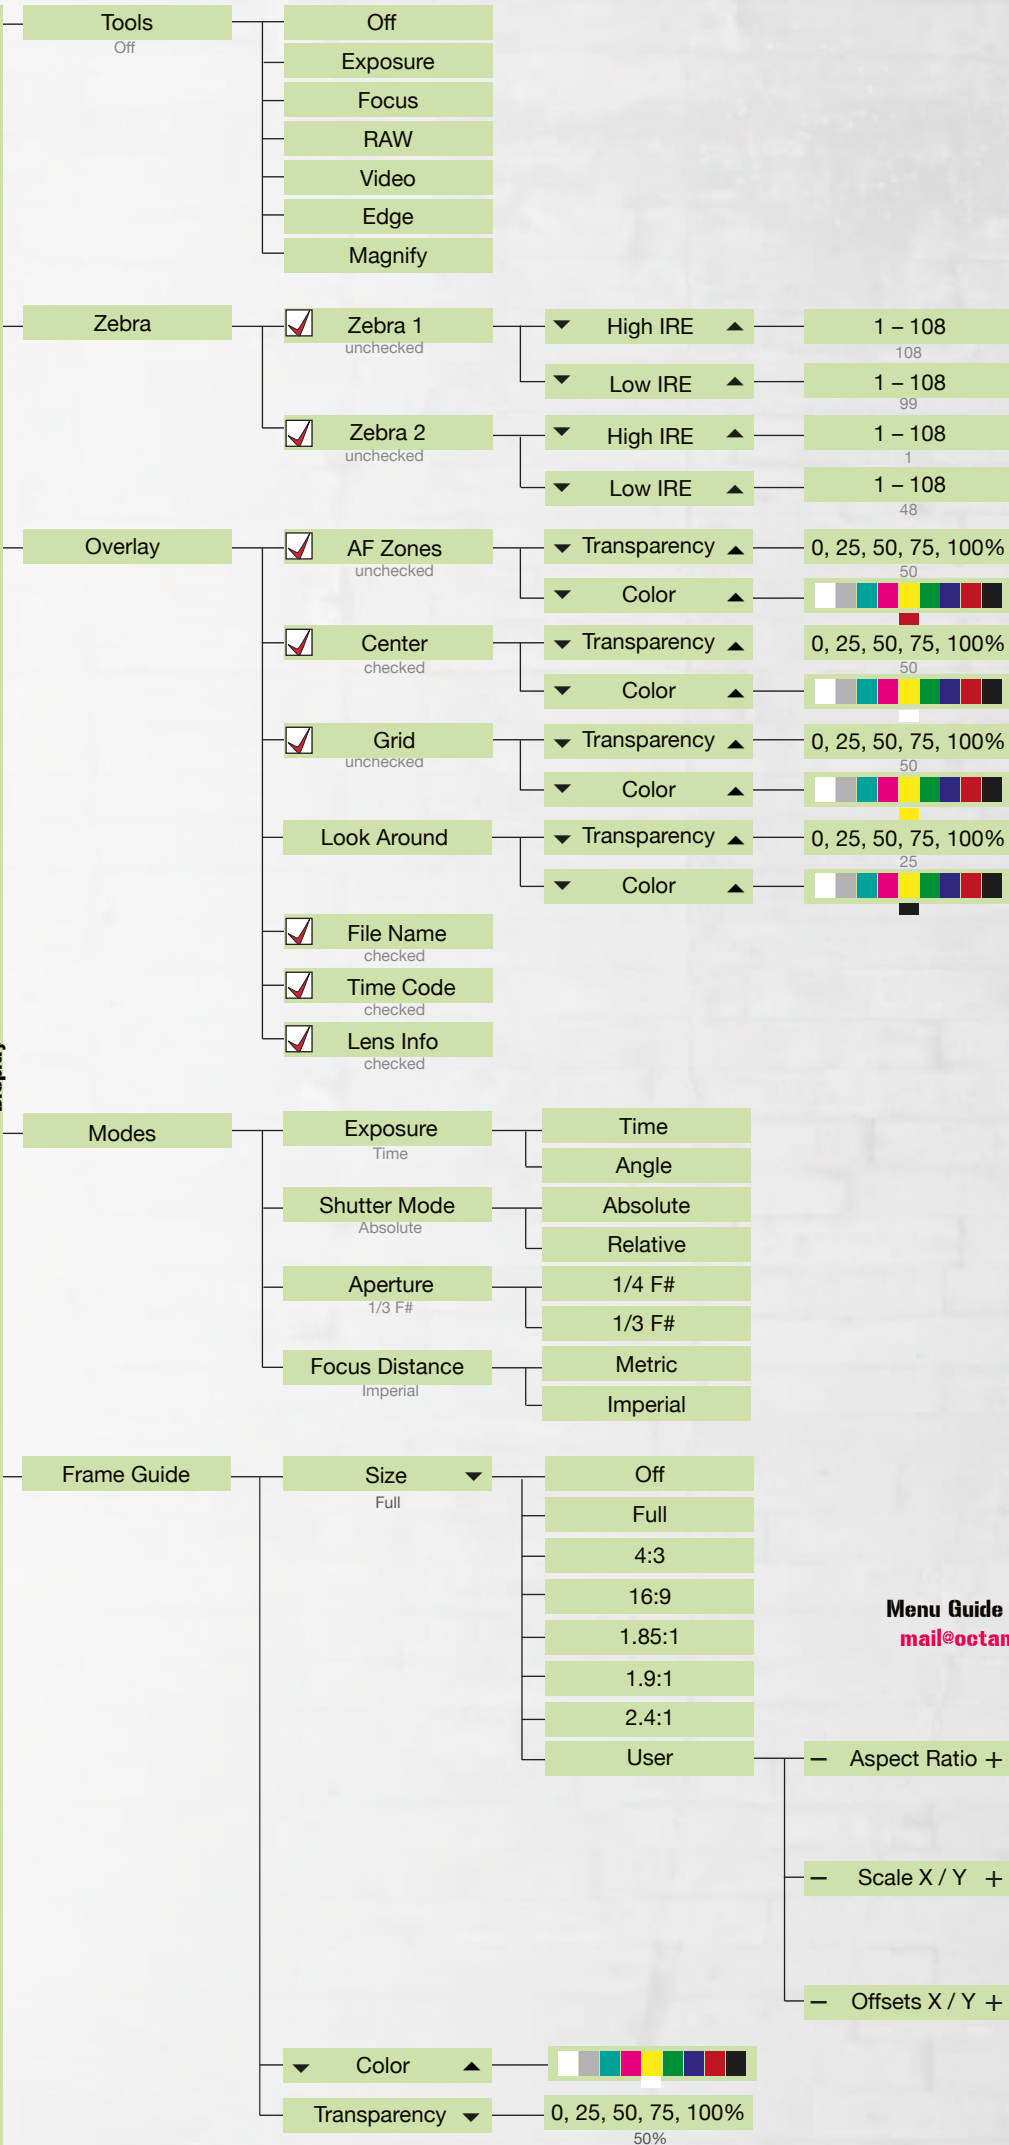 Tools
Off
Off
Exposure
Focus
RAW
Video
Edge
Magnify
Zebra
Zebra 1
unchecked
High IRE
1 – 108
108
Low IRE
1 – 108
99
Zebra 2
unchecked
High IRE
1 – 108
1
Low IRE
1 – 108
48
Overlay
AF Zones
unchecked
Transparency
0, 25, 50, 75, 100%
50
Color
Center
checked
Transparency
0, 25, 50, 75, 100%
50
Color
Grid
unchecked
Transparency
0, 25, 50, 75, 100%
50
Color
Look Around
Transparency
0, 25, 50, 75, 100%
25
Color
File Name
checked
Time Code
checked
Lens Info
checked
Modes
Exposure
Time
Time
Angle
Shutter Mode
Absolute
Absolute
Relative
Aperture
1/3 F#
1/4 F#
1/3 F#
Focus Distance
Imperial
Metric
Imperial
Frame Guide
Size
Full
Off
Full
4:3
16:9
1.85:1
1.9:1
2.4:1
User
− Aspect Ratio +
− Scale X / Y +
− Offsets X / Y +
Color
Transparency
0, 25, 50, 75, 100%
50%
Menu Guide
mail@octam